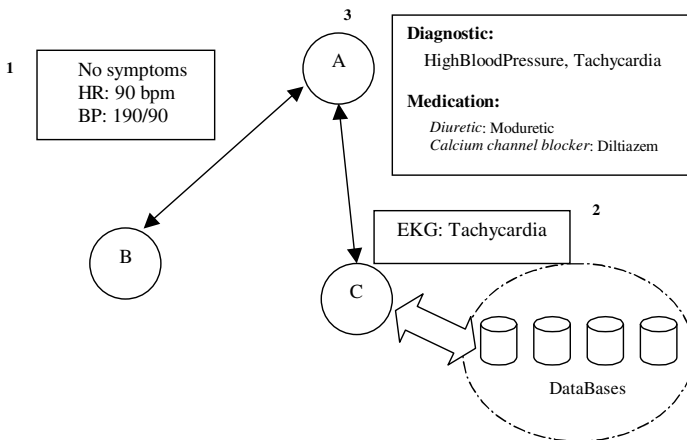 1
No symptoms
HR: 90 bpm
BP: 190/90
3
A
Diagnostic:
HighBloodPressure, Tachycardia
Medication:
Diuretic: Moduretic
Calcium channel blocker: Diltiazem
B
2
EKG: Tachycardia
C
DataBases